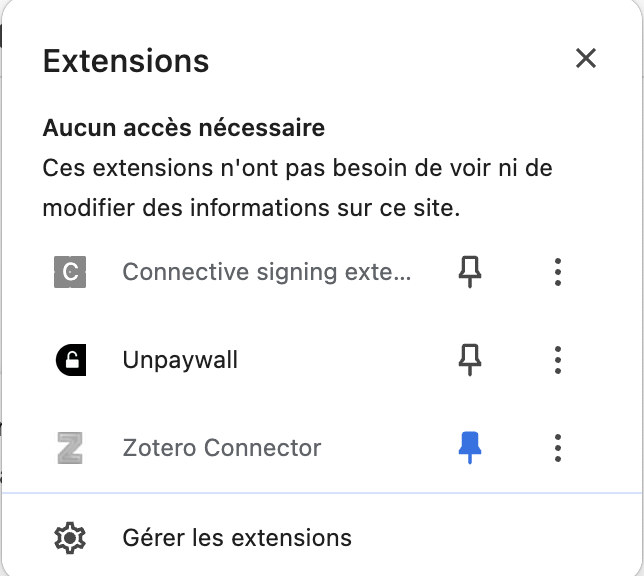 Extensions
Aucun accès nécessaire
Ces extensions n'ont pas besoin de voir ni de
modifier des informations sur ce site.
C Connective signing exte...
Unpaywall
Z Zotero Connector
Gérer les extensions